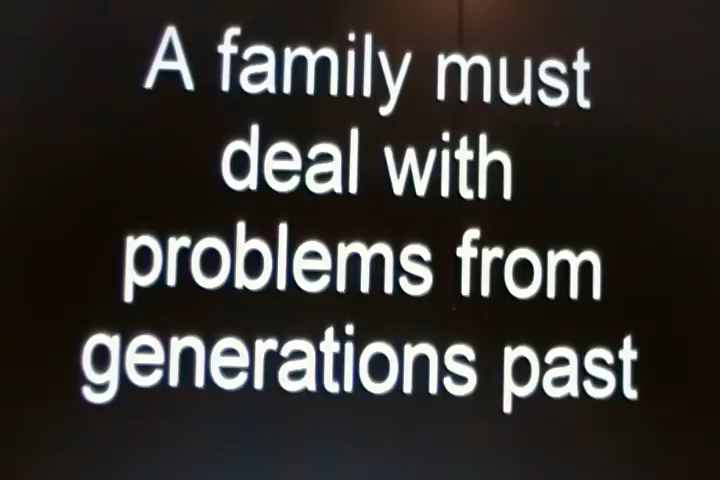 A family must
deal with
problems from
generations past